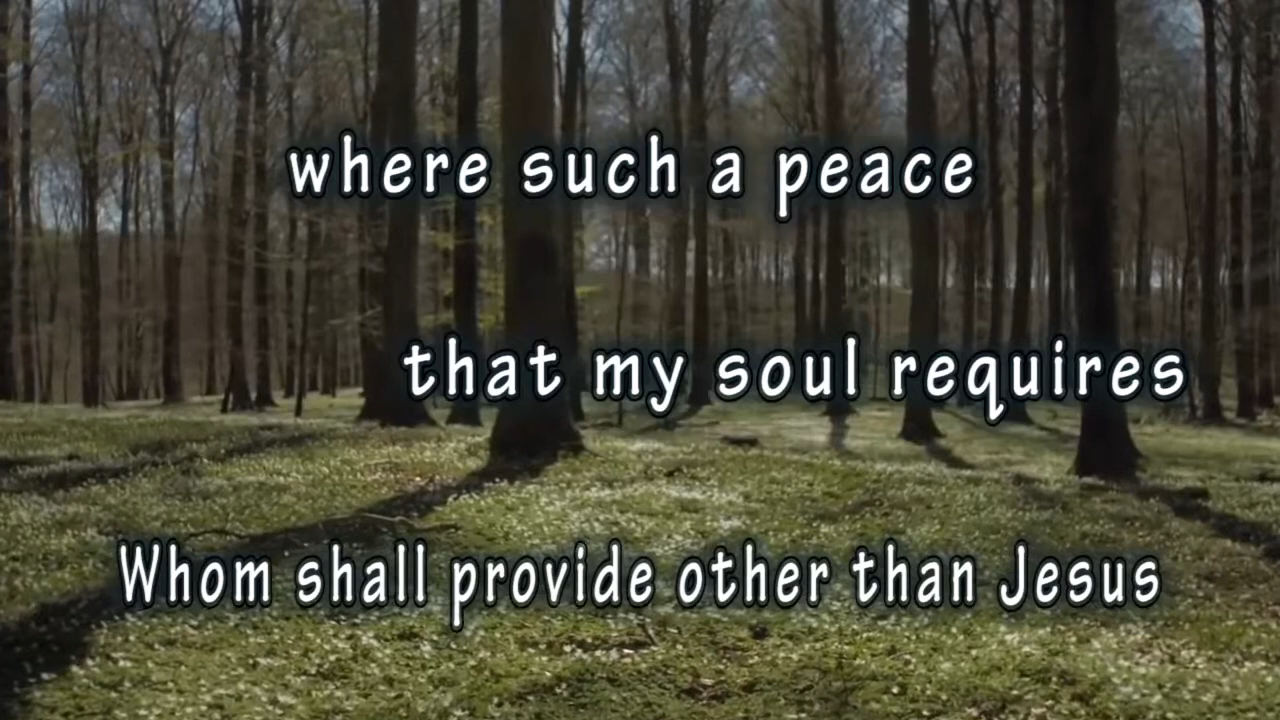 where such a peace
that my soul requires
Whom shall provide other than Jesus